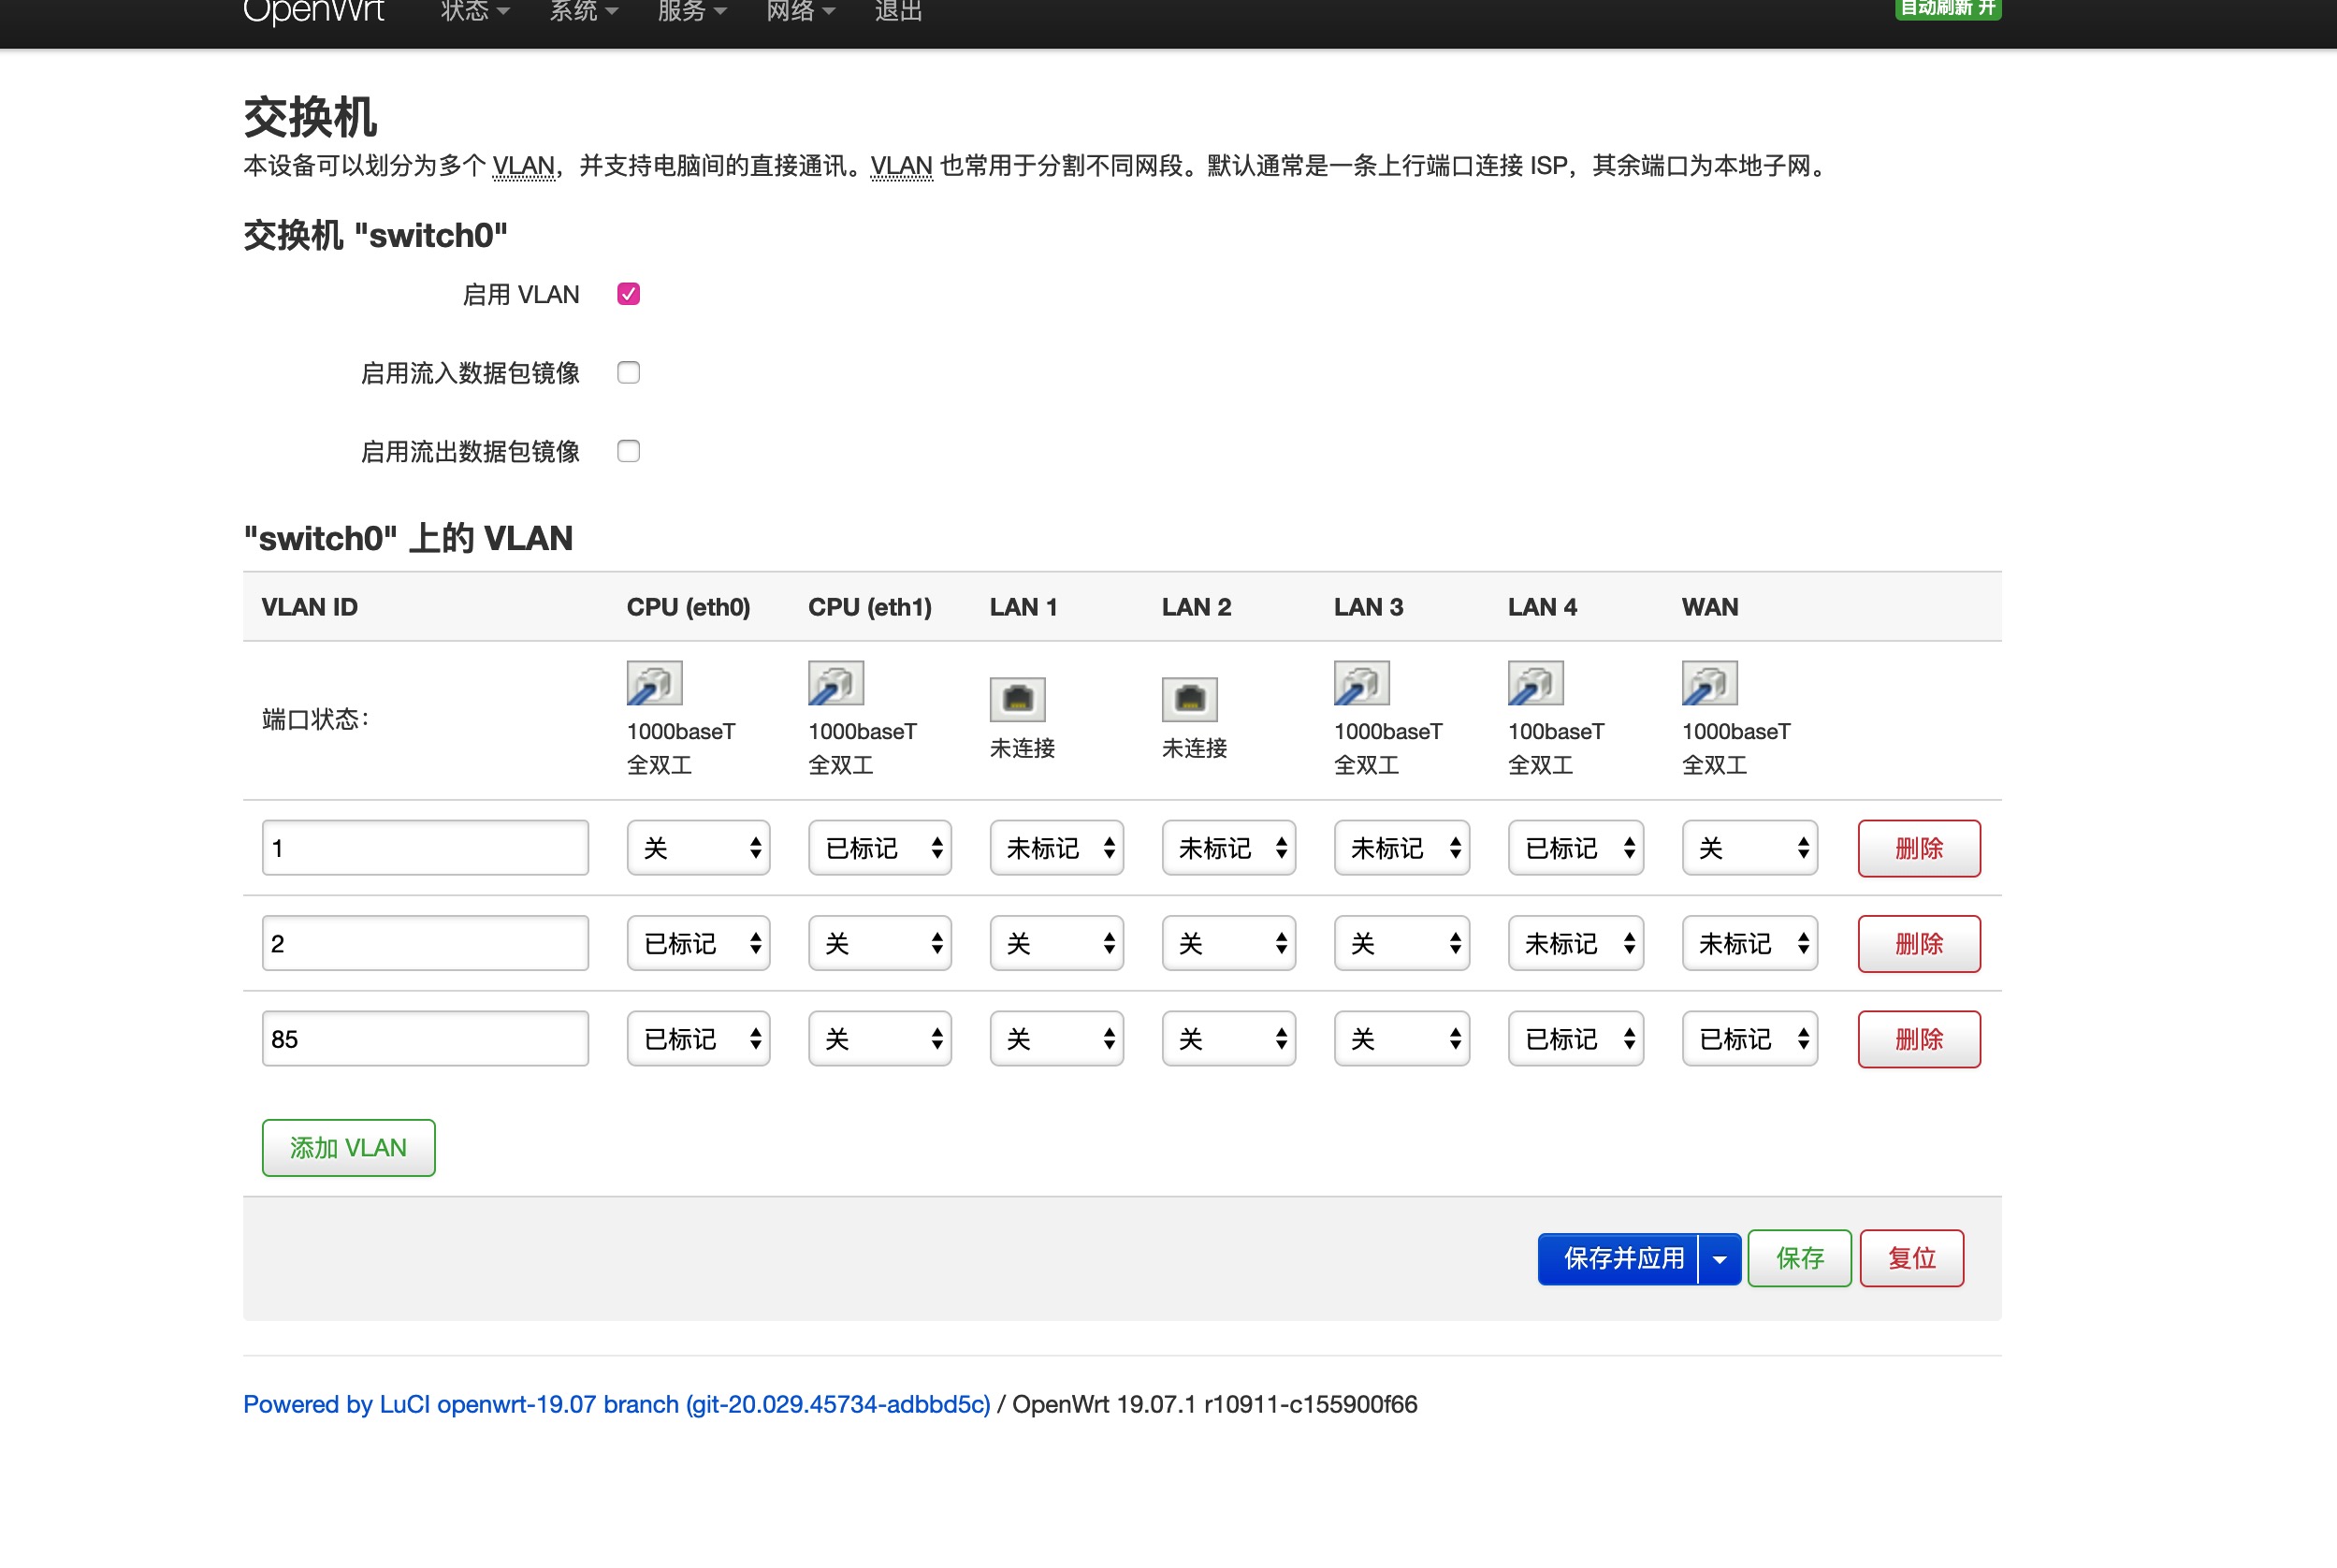 OpenWrt 状态 系统 服务 网络 退出 自动刷新 开
交换机
本设备可以划分为多个 VLAN，并支持电脑间的直接通讯。VLAN 也常用于分割不同网段。默认通常是一条上行端口连接 ISP，其余端口为本地子网。
交换机 "switch0"
启用 VLAN
启用流入数据包镜像
启用流出数据包镜像
"switch0" 上的 VLAN
VLAN ID CPU (eth0) CPU (eth1) LAN 1 LAN 2 LAN 3 LAN 4 WAN
端口状态： 1000baseT 1000baseT 未连接 未连接 1000baseT 100baseT 1000baseT
全双工 全双工 全双工 全双工 全双工
1 关 已标记 未标记 未标记 未标记 已标记 关 删除
2 已标记 关 关 关 关 未标记 未标记 删除
85 已标记 关 关 关 关 已标记 已标记 删除
添加 VLAN
保存并应用 保存 复位
Powered by LuCI openwrt-19.07 branch (git-20.029.45734-adbbd5c) / OpenWrt 19.07.1 r10911-c155900f66